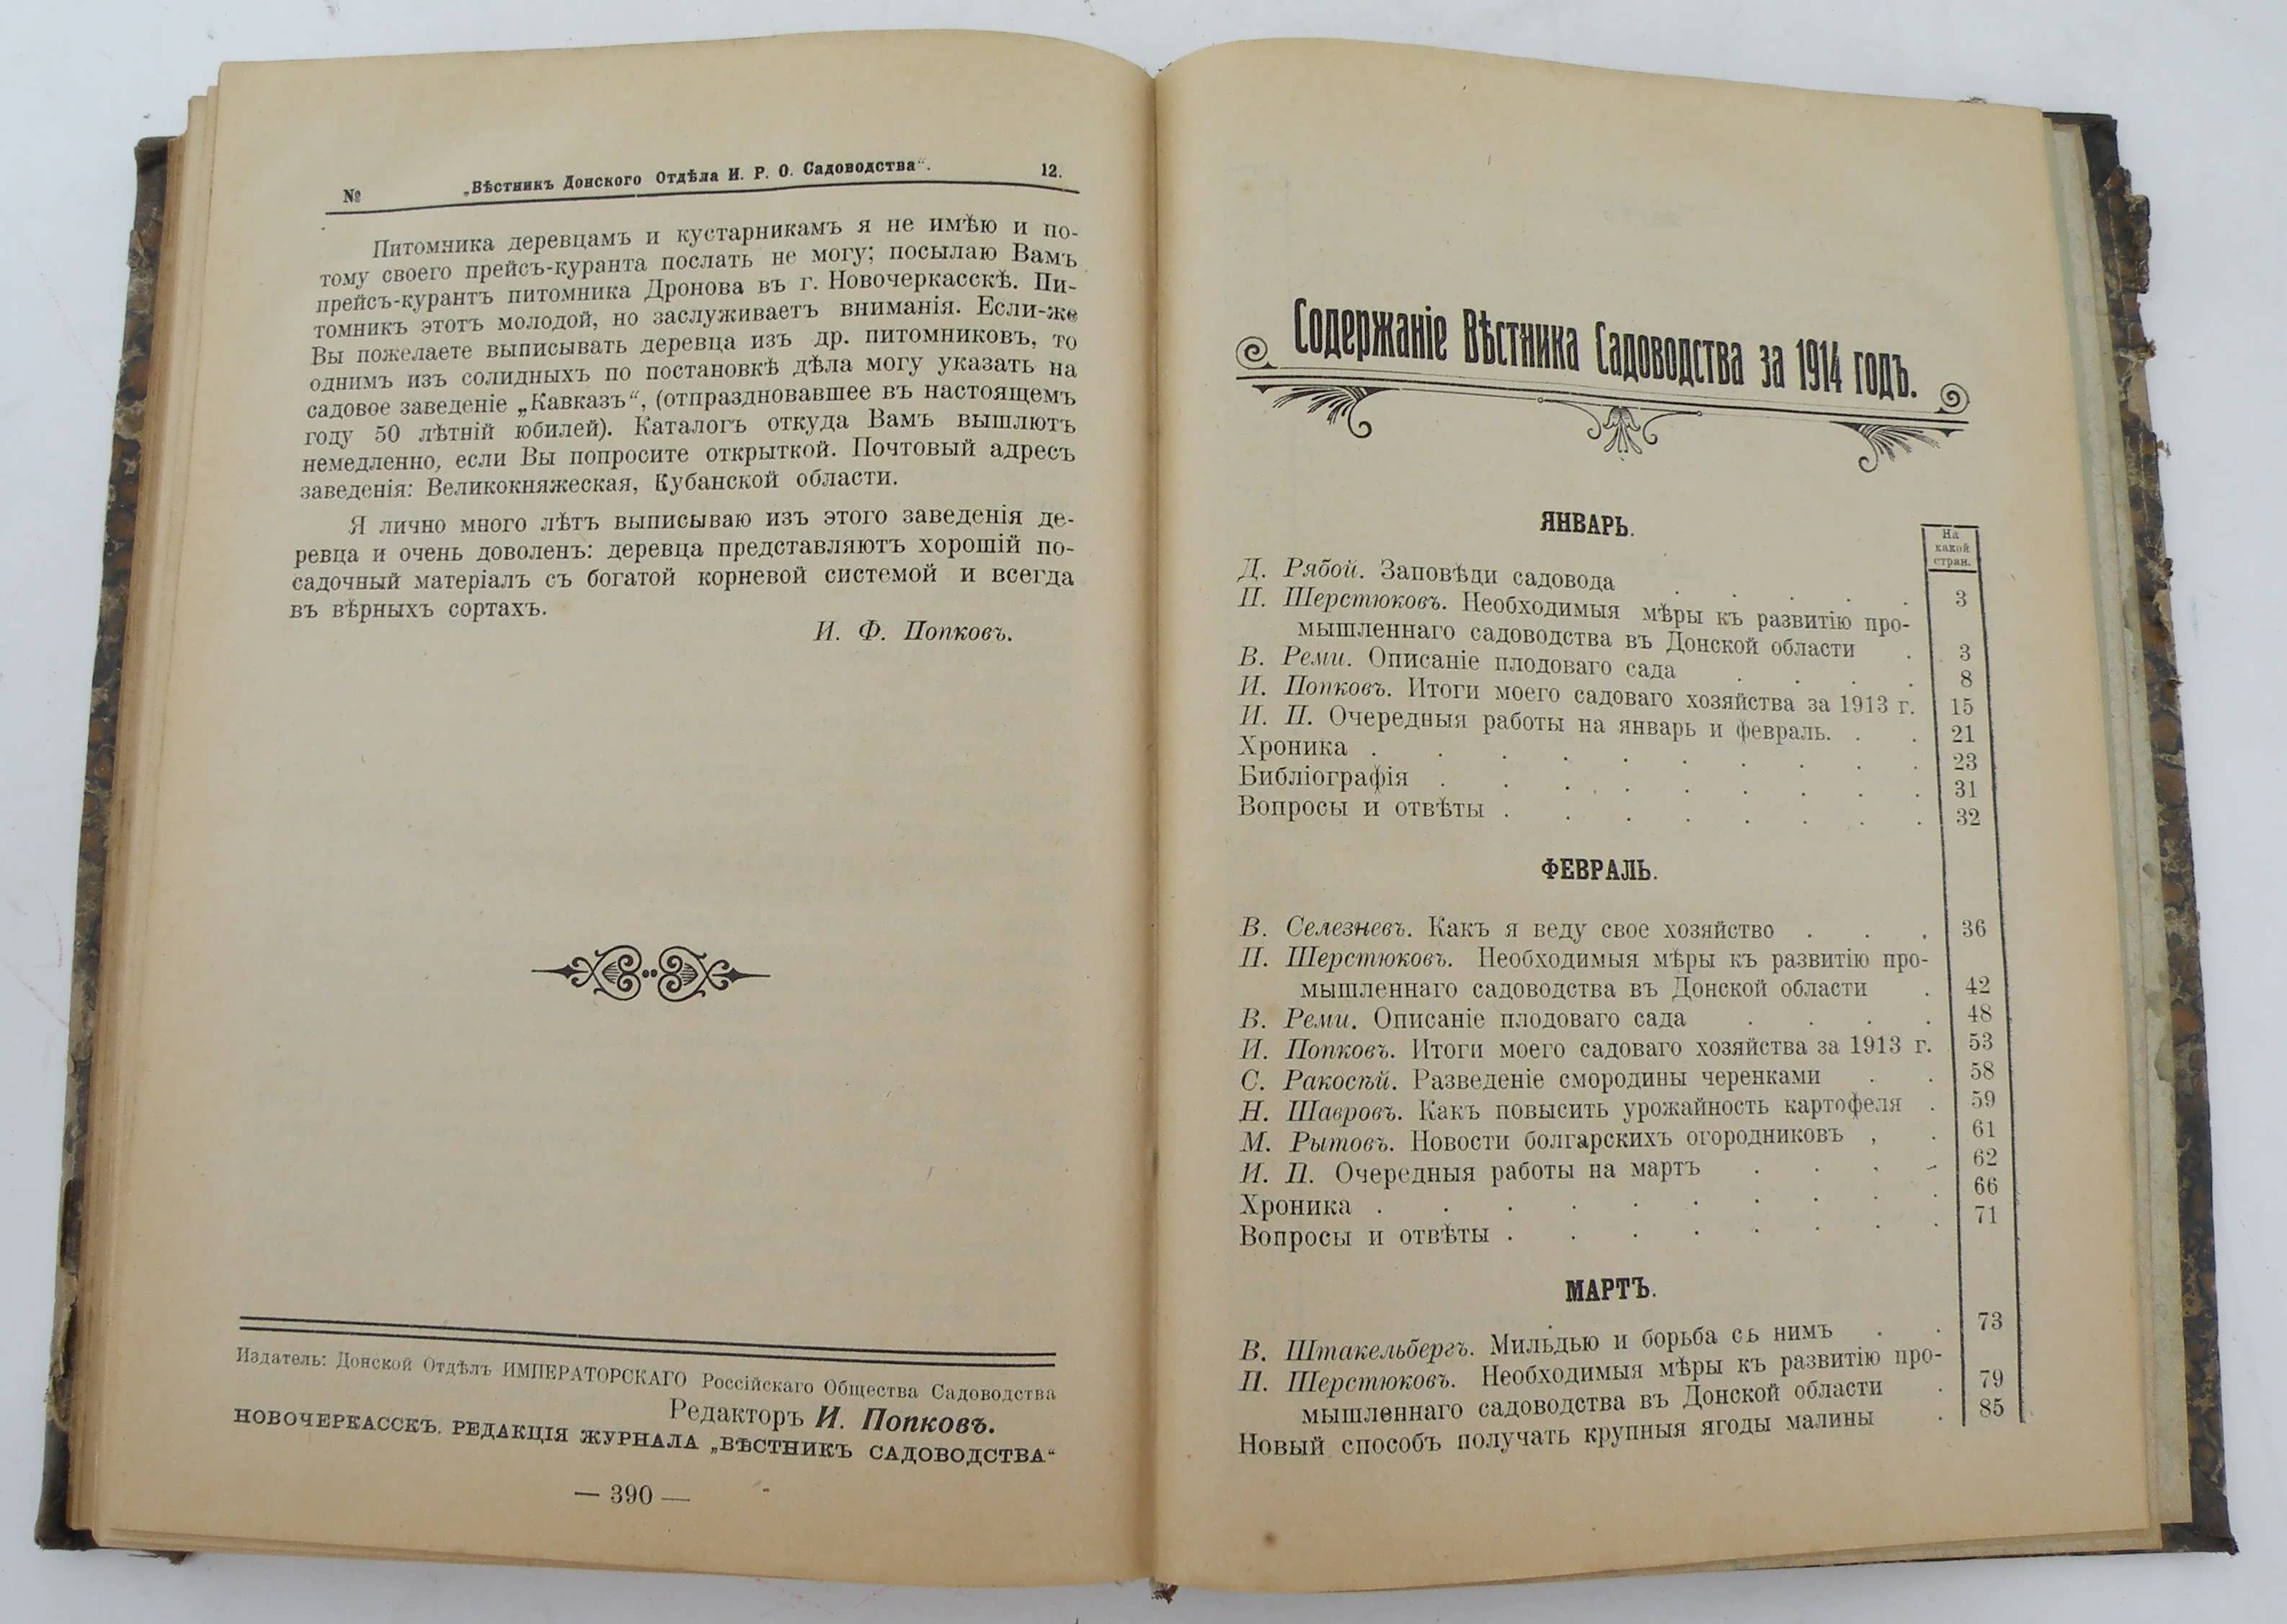 № „Вѣстникъ Донского Отдѣла И. Р. О. Садоводства“. 12.
Питомника деревцамъ и кустарникамъ я не имѣю и по-
тому своего прейсъ-куранта послать не могу; посылаю Вамъ
прейсъ-курантъ питомника Дронова въ г. Новочеркасскѣ. Пи-
томникъ этотъ молодой, но заслуживаетъ вниманія. Если-же
Вы пожелаете выписывать деревца изъ др. питомниковъ, то
однимъ изъ солидныхъ по постановкѣ дѣла могу указать на
садовое заведеніе „Кавказъ“, (отпраздновавшее въ настоящемъ
году 50 лѣтній юбилей). Каталогъ откуда Вамъ вышлютъ
немедленно, если Вы попросите открыткой. Почтовый адресъ
заведенія: Великокняжеская, Кубанской области.
Я лично много лѣтъ выписываю изъ этого заведенія де-
ревца и очень доволенъ: деревца представляютъ хорошій по-
садочный матеріалъ съ богатой корневой системой и всегда
въ вѣрныхъ сортахъ.
И. Ф. Попковъ.
Издатель: Донской Отдѣлъ ИМПЕРАТОРСКАГО Россійскаго Общества Садоводства
Редакторъ И. Попковъ.
НОВОЧЕРКАССКЪ. РЕДАКЦІЯ ЖУРНАЛА „ВѢСТНИКЪ САДОВОДСТВА“
— 390 —
Содержаніе Вѣстника Садоводства за 1914 годъ.
ЯНВАРЬ.
На
какой
стран.
Д. Рябой. Заповѣди садовода . . . . . 3
П. Шерстюковъ. Необходимыя мѣры къ развитію про-
мышленнаго садоводства въ Донской области . 3
В. Реми. Описаніе плодоваго сада . . . . 8
И. Попковъ. Итоги моего садоваго хозяйства за 1913 г. 15
И. П. Очередныя работы на январь и февраль. . . 21
Хроника . . . . . . . . . . 23
Библіографія . . . . . . . . . 31
Вопросы и отвѣты . . . . . . . . 32
ФЕВРАЛЬ.
В. Селезневъ. Какъ я веду свое хозяйство . . . 36
П. Шерстюковъ. Необходимыя мѣры къ развитію про-
мышленнаго садоводства въ Донской области . 42
В. Реми. Описаніе плодоваго сада . . . . 48
И. Попковъ. Итоги моего садоваго хозяйства за 1913 г. 53
С. Ракосѣй. Разведеніе смородины черенками . . 58
Н. Шавровъ. Какъ повысить урожайность картофеля . 59
М. Рытовъ. Новости болгарскихъ огородниковъ , . 61
И. П. Очередныя работы на мартъ . . . . 62
Хроника . . . . . . . . . . 66
Вопросы и отвѣты . . . . . . . . 71
МАРТЪ.
В. Штакельбергъ. Мильдью и борьба сь нимъ . . 73
П. Шерстюковъ. Необходимыя мѣры къ развитію про-
мышленнаго садоводства въ Донской области . 79
Новый способъ получать крупныя ягоды малины . 85